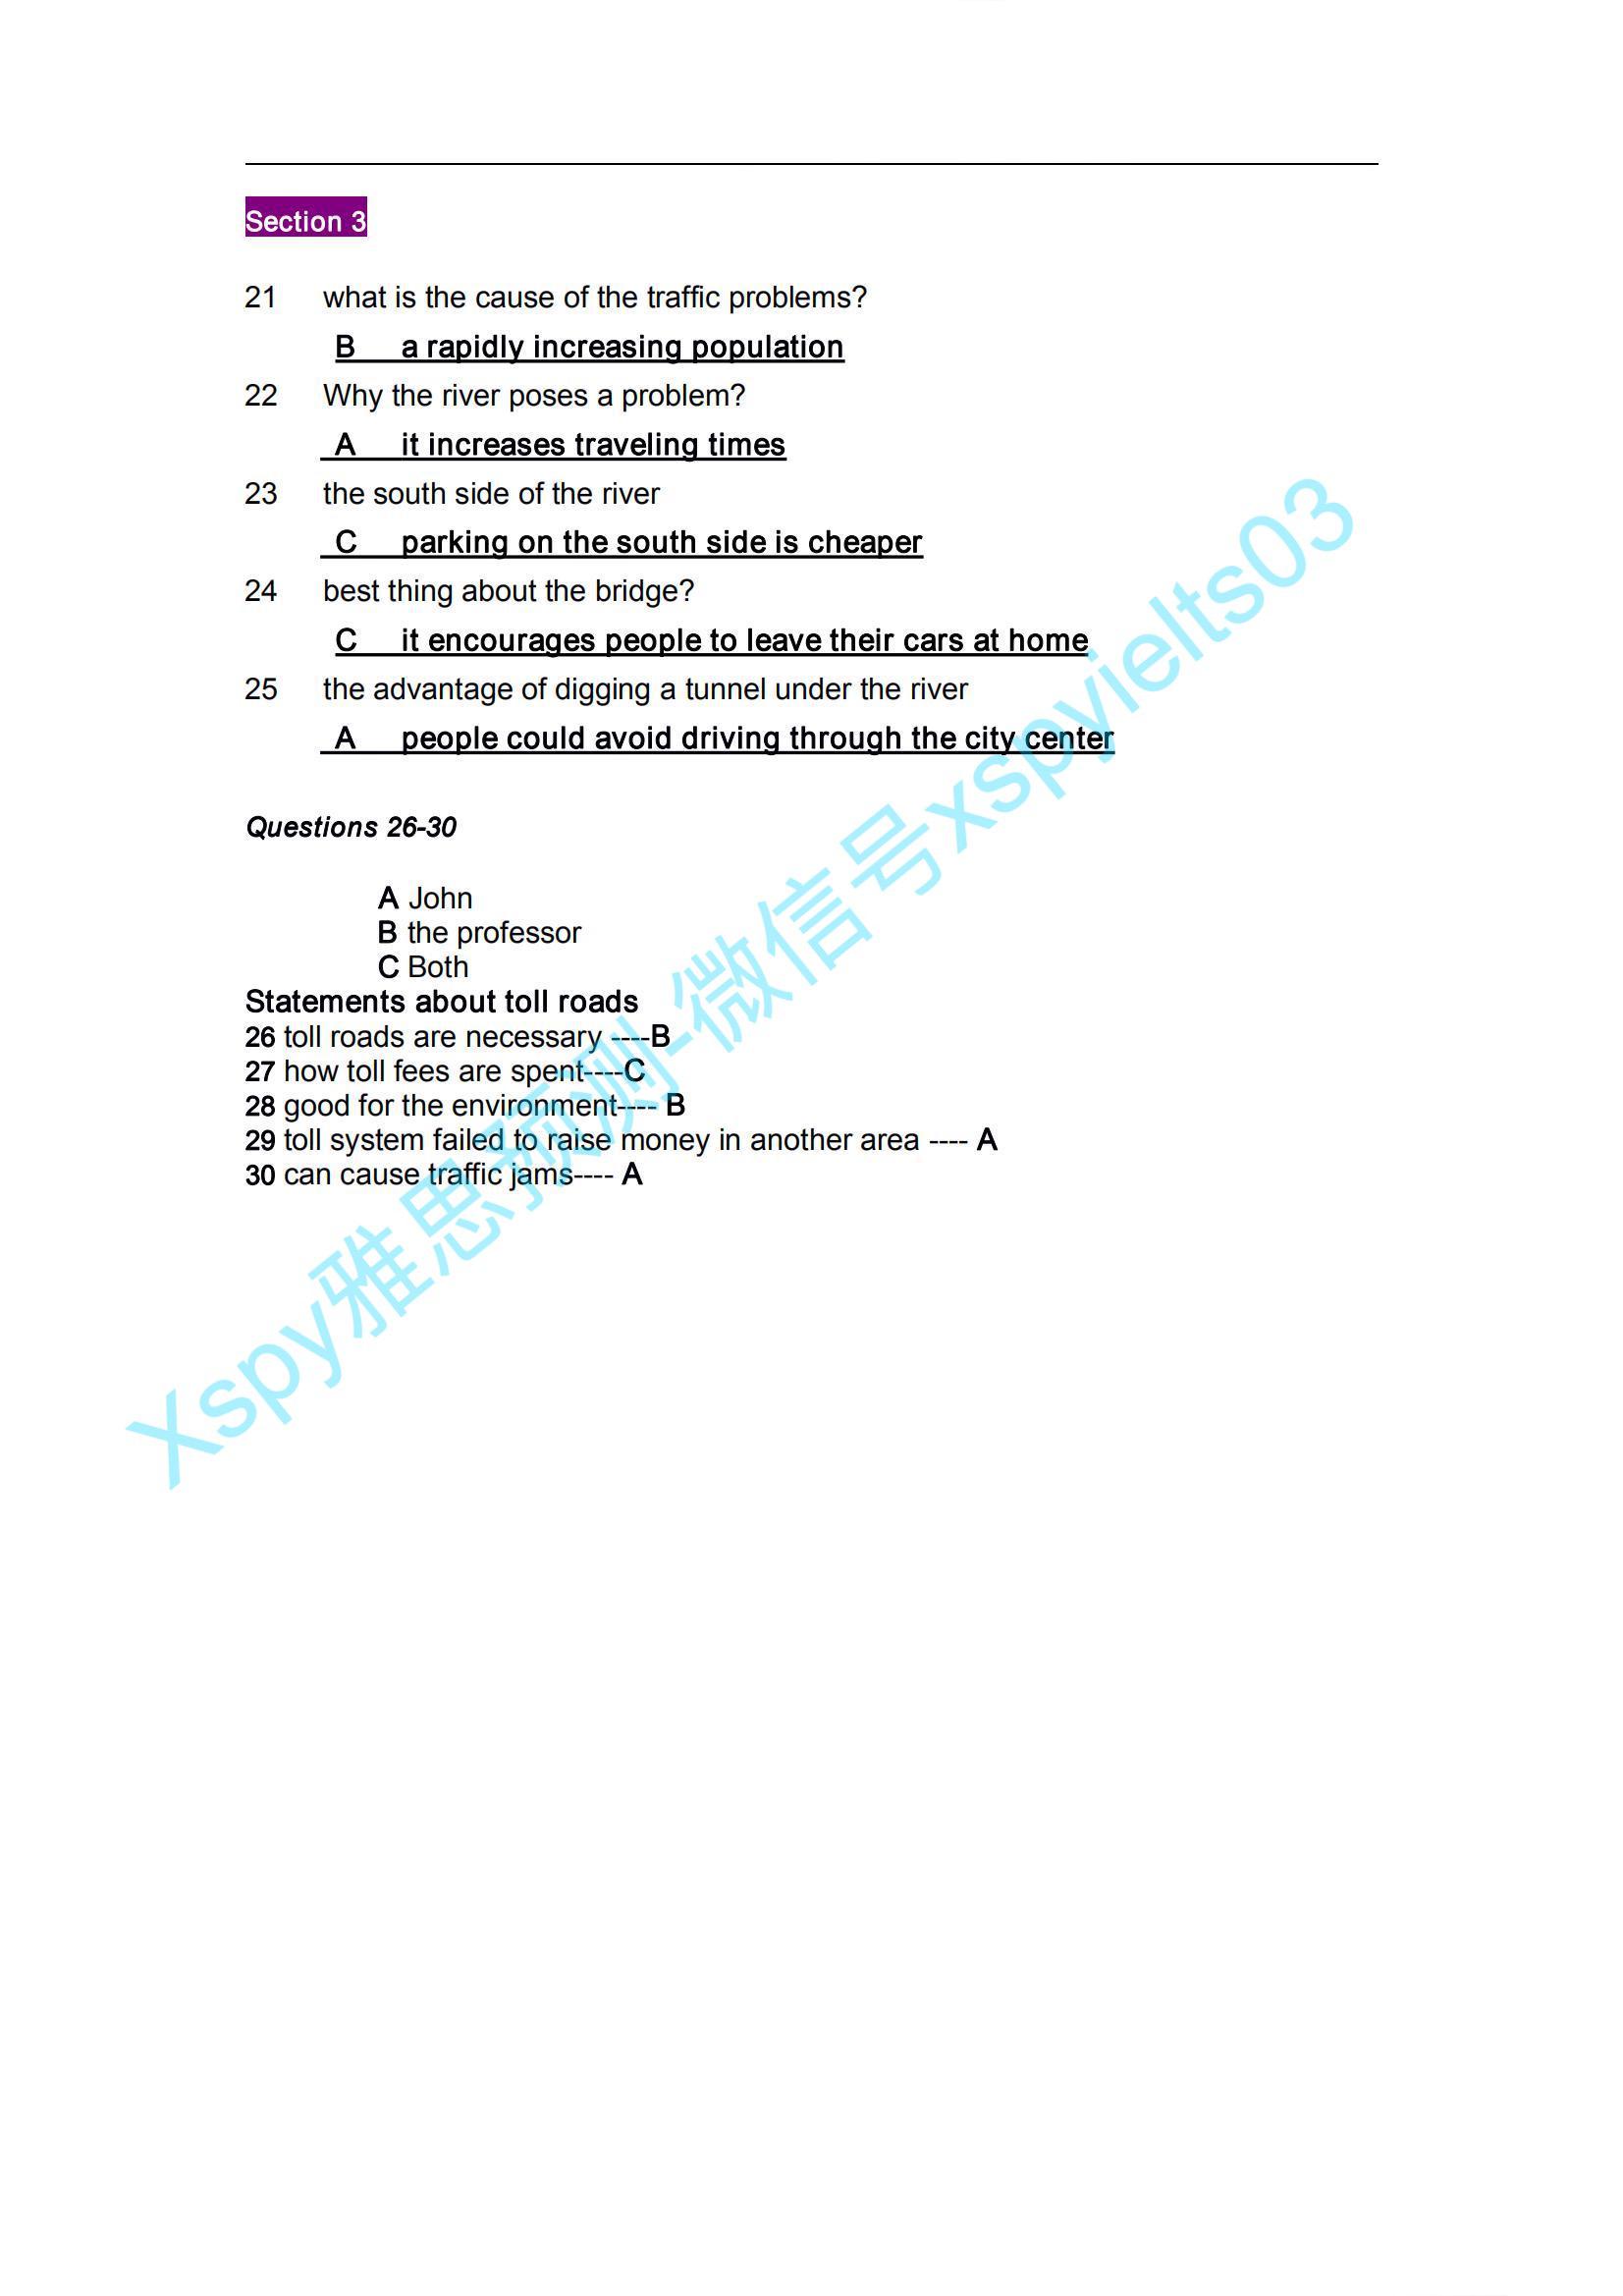 Section 3
21 what is the cause of the traffic problems?
B a rapidly increasing population
22 Why the river poses a problem?
A it increases traveling times
23 the south side of the river
C parking on the south side is cheaper
24 best thing about the bridge?
C it encourages people to leave their cars at home
25 the advantage of digging a tunnel under the river
A people could avoid driving through the city center
Questions 26-30
A John
B the professor
C Both
Statements about toll roads
26 toll roads are necessary ----B
27 how toll fees are spent----C
28 good for the environment---- B
29 toll system failed to raise money in another area ---- A
30 can cause traffic jams---- A
Xspy雅思预测-微信号xspyielts03